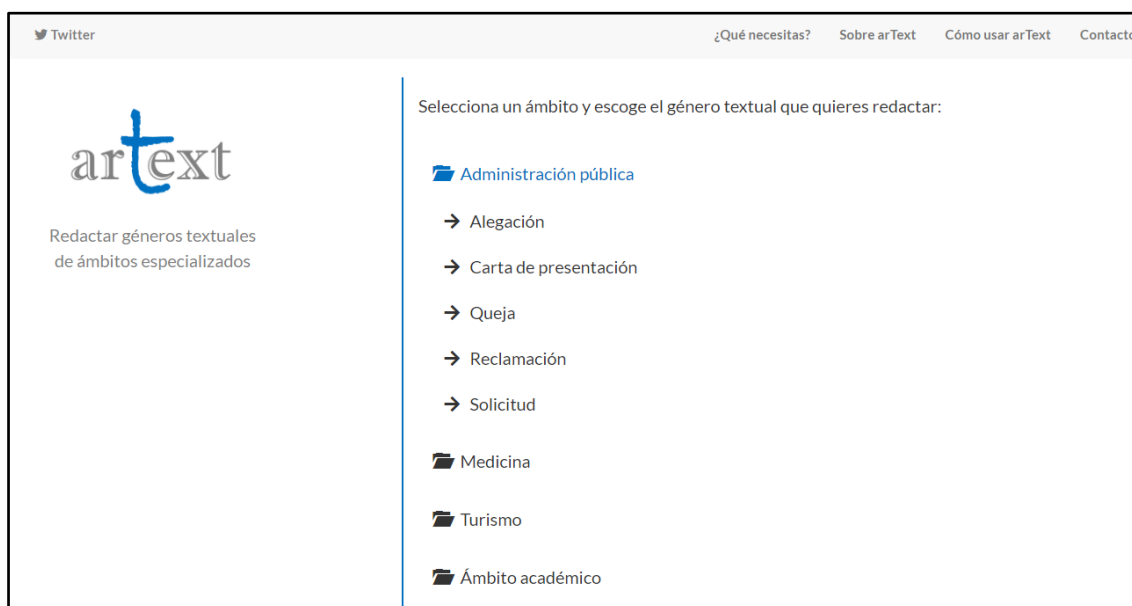 Twitter
¿Qué necesitas? Sobre arText Cómo usar arText Contacto
artext
Redactar géneros textuales
de ámbitos especializados
Selecciona un ámbito y escoge el género textual que quieres redactar:
Administración pública
Alegación
Carta de presentación
Queja
Reclamación
Solicitud
Medicina
Turismo
Ámbito académico